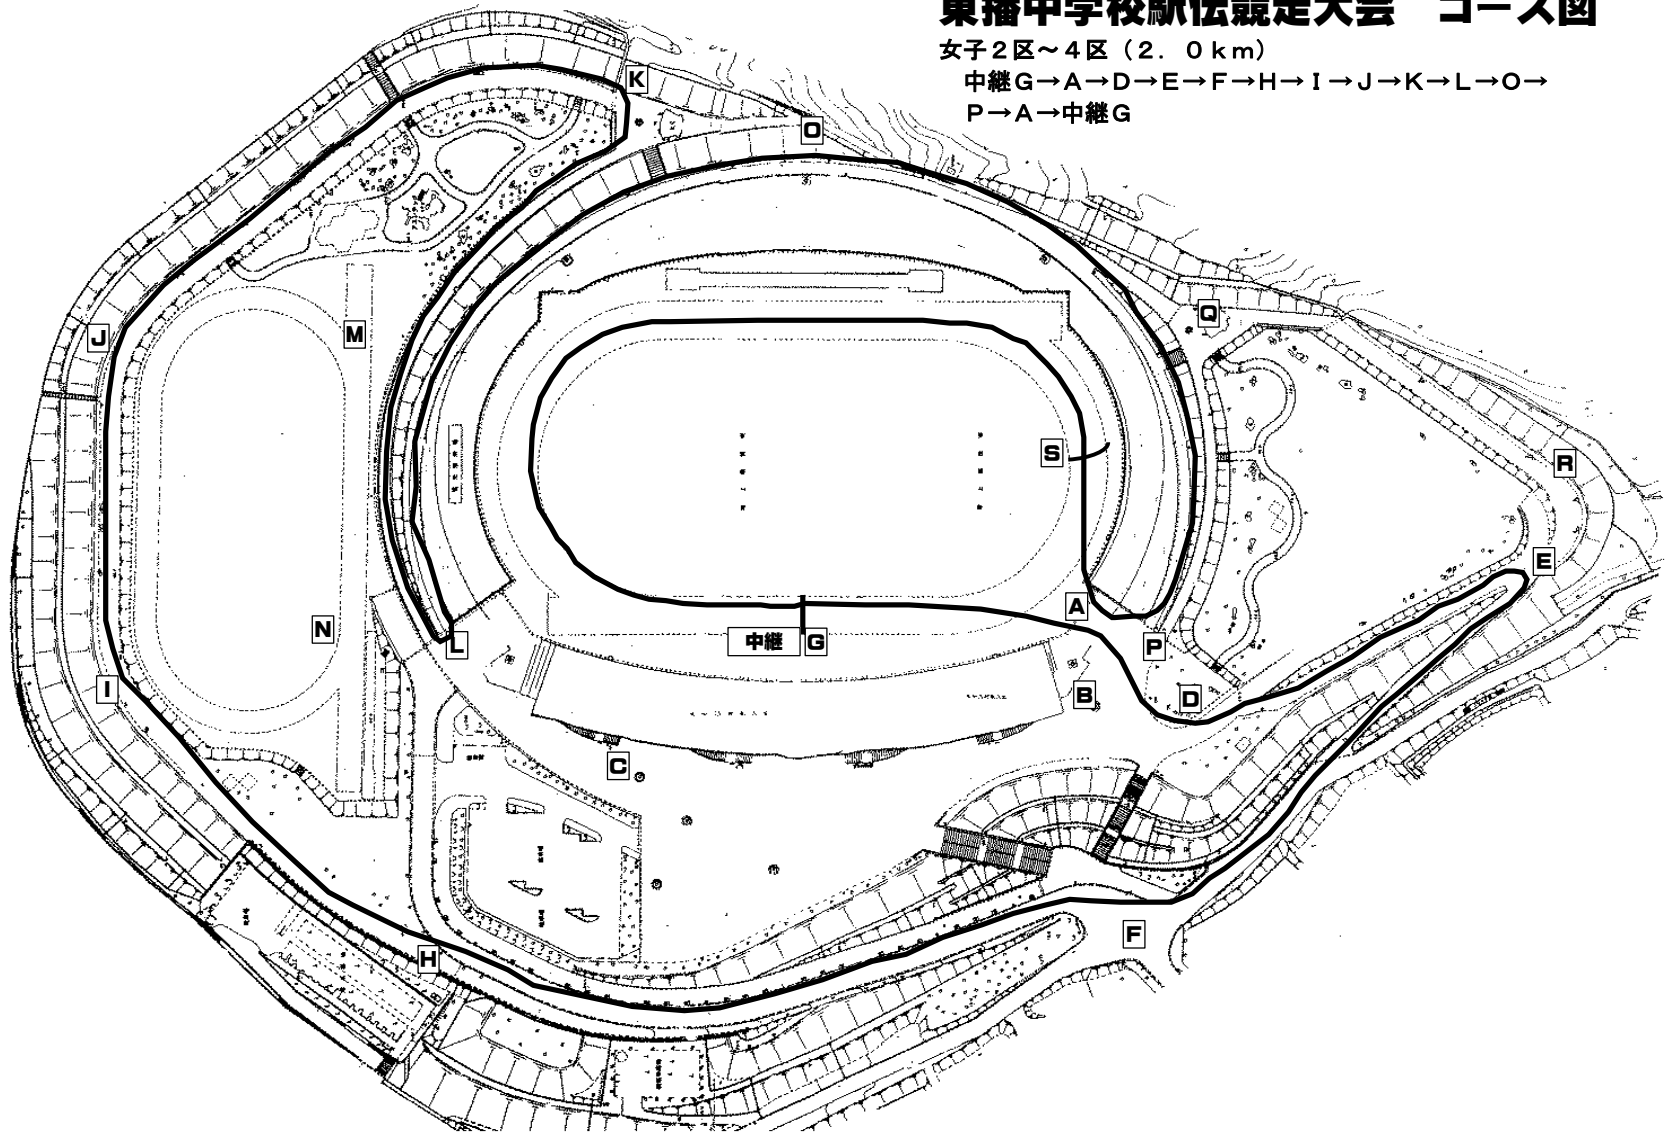 東播中学校駅伝競走大会　コース図
女子２区～４区（２．０ｋｍ）
中継Ｇ→Ａ→Ｄ→Ｅ→Ｆ→Ｈ→Ｉ→Ｊ→Ｋ→Ｌ→Ｏ→
Ｐ→Ａ→中継Ｇ
K
O
Q
J
M
S
R
E
A
N
中継 G
L
P
I
B
D
C
F
H